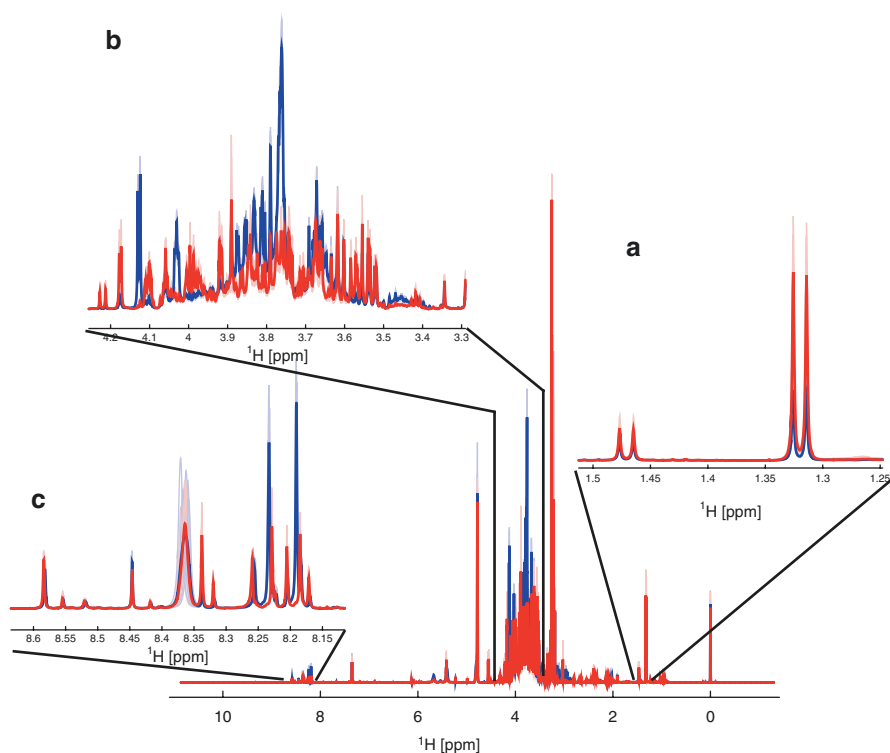 b
4.2 4.1 4 3.9 3.8 3.7 3.6 3.5 3.4 3.3
¹H [ppm]
a
1.5 1.45 1.4 1.35 1.3 1.25
¹H [ppm]
c
8.6 8.55 8.5 8.45 8.4 8.35 8.3 8.25 8.2 8.15
¹H [ppm]
10 8 6 4 2 0
¹H [ppm]